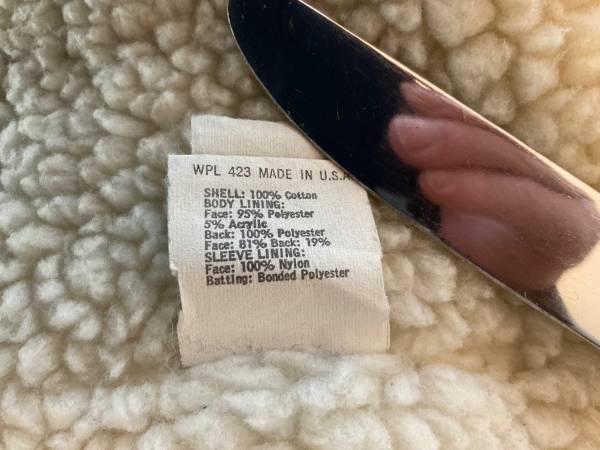 WPL 423 MADE IN U.S.A
SHELL: 100% Cotton
BODY LINING:
Face: 95% Polyester
5% Acrylic
Back: 100% Polyester
Face: 81% Back: 19%
SLEEVE LINING:
Face: 100% Nylon
Batting: Bonded Polyester